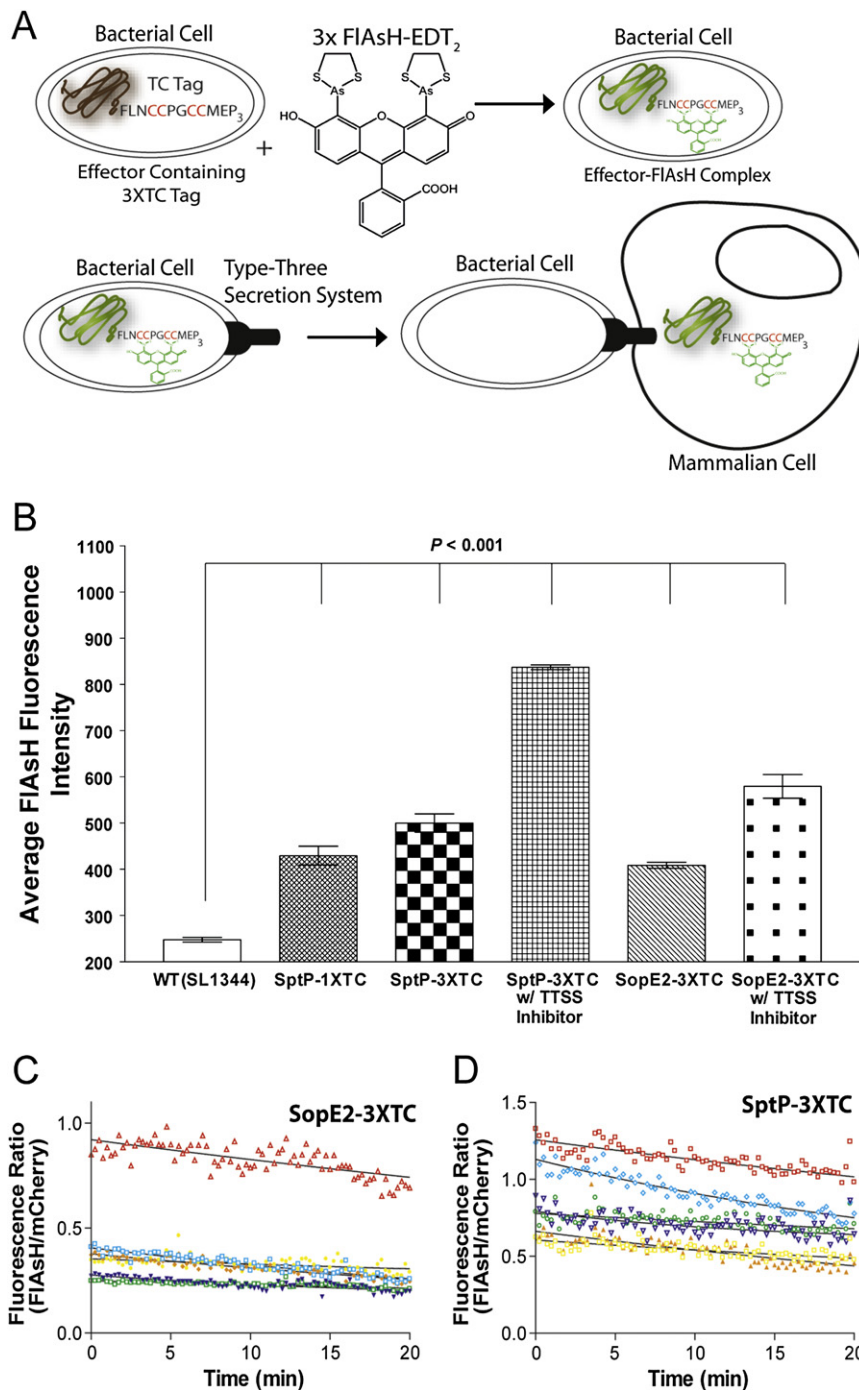 A
Bacterial Cell
TC Tag
FLNCCPGCCMEP3
Effector Containing
3XTC Tag
+
3x FlAsH-EDT2
S
S
S
S
As
As
HO
O
COOH
Bacterial Cell
FLNCCPGCCMEP3
Effector-FlAsH Complex
Bacterial Cell
Type-Three
Secretion System
FLNCCPGCCMEP3
Bacterial Cell
FLNCCPGCCMEP3
Mammalian Cell
B
P < 0.001
Average FlAsH Fluorescence
Intensity
1100
1000
900
800
700
600
500
400
300
200
WT(SL1344)
SptP-1XTC
SptP-3XTC
SptP-3XTC
w/ TTSS
Inhibitor
SopE2-3XTC
SopE2-3XTC
w/ TTSS
Inhibitor
C
SopE2-3XTC
Fluorescence Ratio
(FlAsH/mCherry)
1.0
0.5
0.0
0
5
10
15
20
Time (min)
D
SptP-3XTC
Fluorescence Ratio
(FlAsH/mCherry)
1.5
1.0
0.5
0.0
0
5
10
15
20
Time (min)